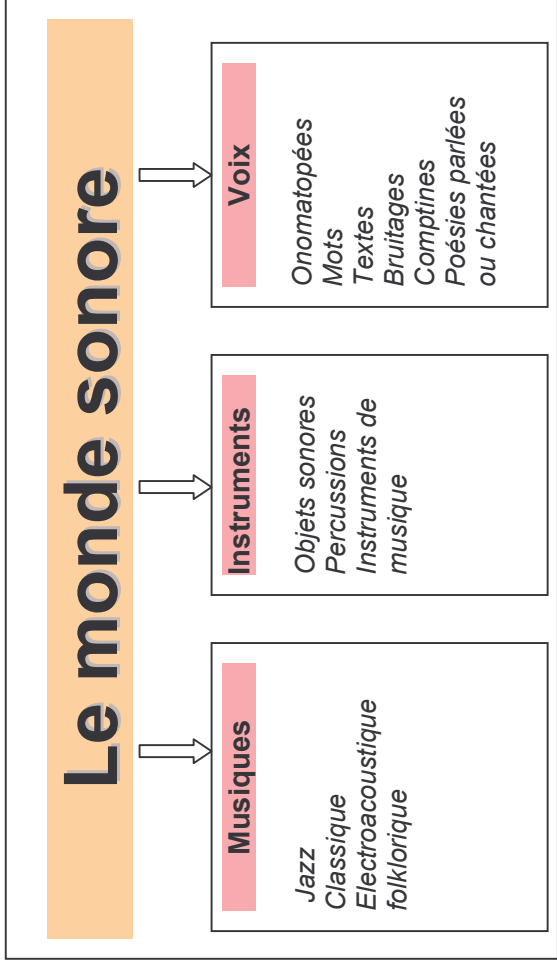 Le monde sonore
Musiques
Jazz
Classique
Electroacoustique
folklorique
Instruments
Objets sonores
Percussions
Instruments de
musique
Voix
Onomatopées
Mots
Textes
Bruitages
Comptines
Poésies parlées
ou chantées